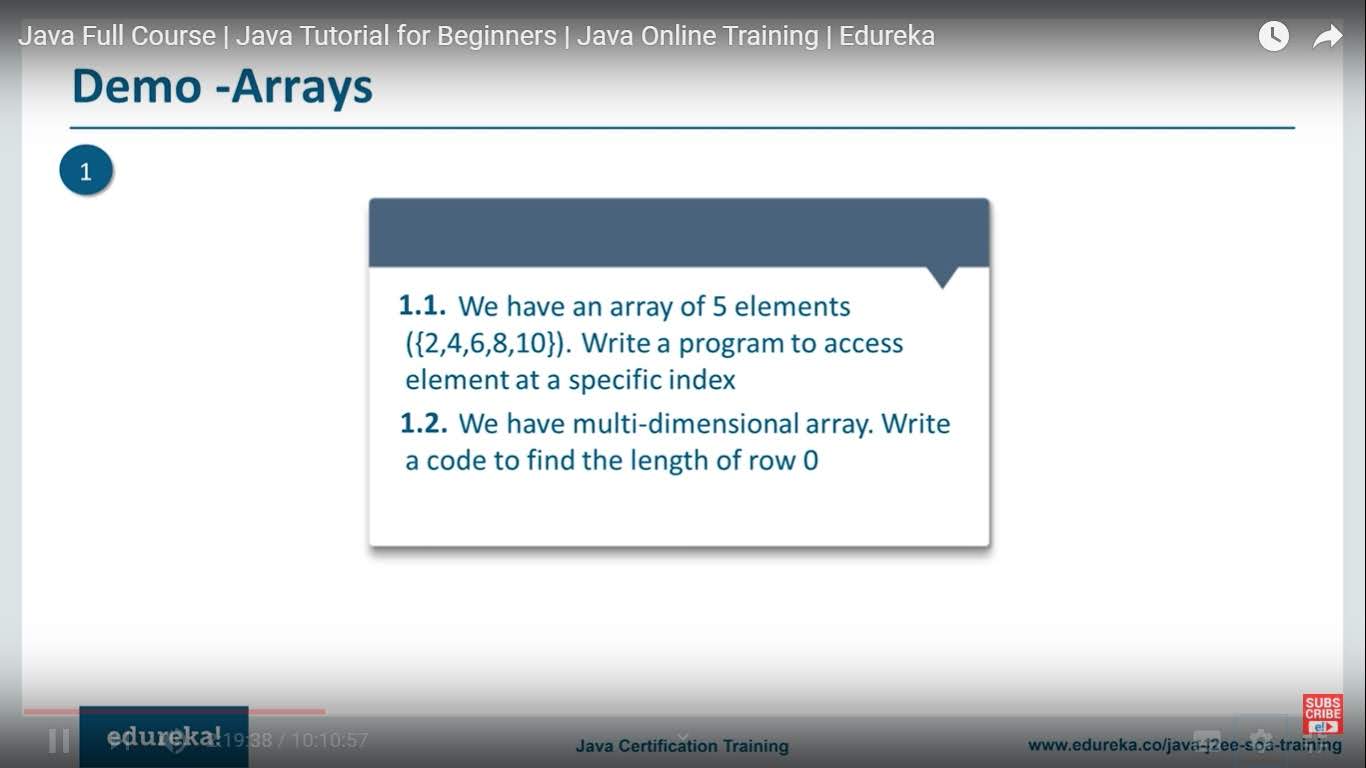 Java Full Course | Java Tutorial for Beginners | Java Online Training | Edureka
Demo -Arrays
1
1.1. We have an array of 5 elements
({2,4,6,8,10}). Write a program to access
element at a specific index
1.2. We have multi-dimensional array. Write
a code to find the length of row 0
SUBS
CRIBE
e!
edureka!
2:19:38 / 10:10:57
Java Certification Training
www.edureka.co/java-j2ee-soa-training